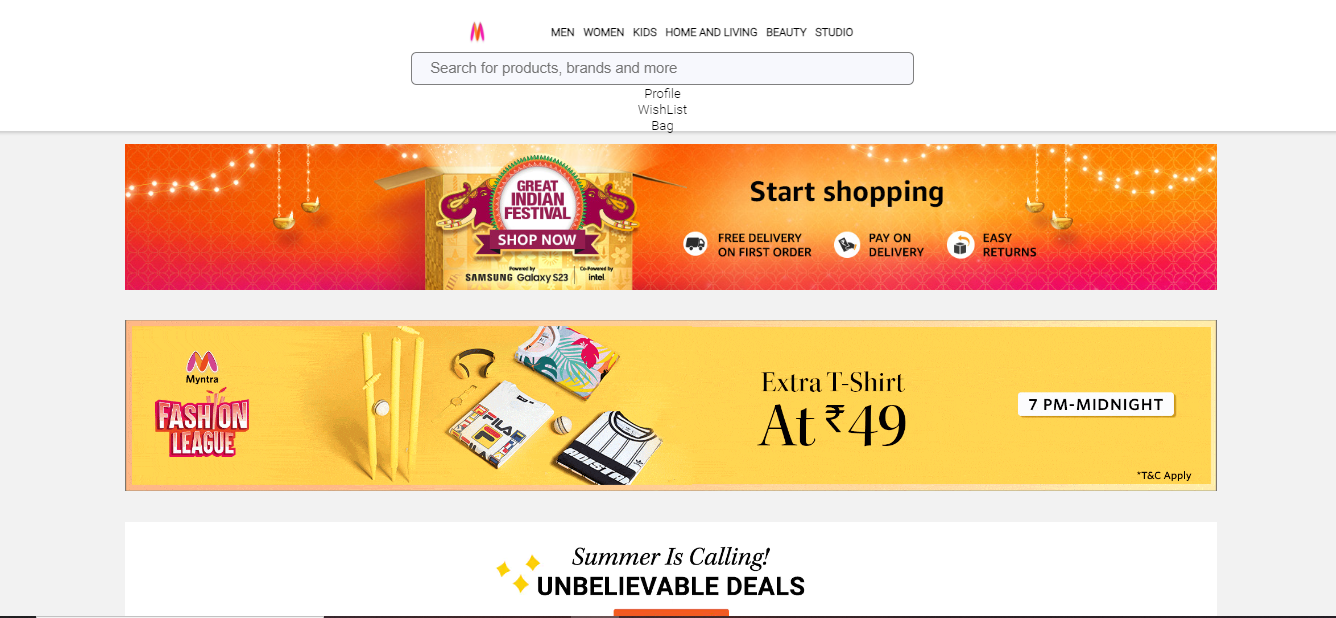 MEN WOMEN KIDS HOME AND LIVING BEAUTY STUDIO
Search for products, brands and more
Profile
WishList
Bag
GREAT
INDIAN
FESTIVAL
SHOP NOW
Powered by
SAMSUNG Galaxy S23
Co-Powered by
intel
Start shopping
FREE DELIVERY
ON FIRST ORDER
PAY ON
DELIVERY
EASY
RETURNS
Myntra
FASHION
LEAGUE
FILA
Extra T-Shirt
At ₹49
7 PM-MIDNIGHT
*T&C Apply
Summer Is Calling!
UNBELIEVABLE DEALS